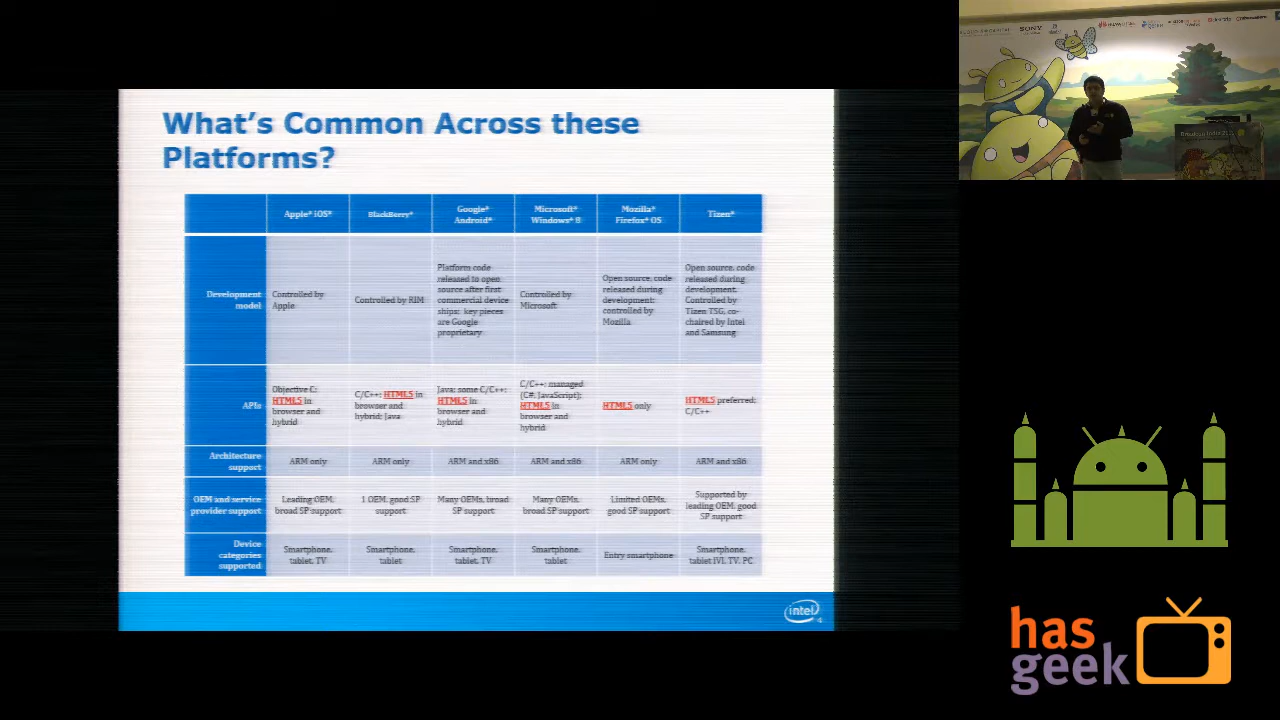 What's Common Across these
Platforms?
Apple* iOS*
BlackBerry*
Google*
Android*
Microsoft*
Windows* 8
Mozilla*
Firefox* OS
Tizen*
Development
model
Controlled by
Apple
Controlled by RIM
Platform code
released to open
source after first
commercial device
ships; key pieces
are Google
proprietary
Controlled by
Microsoft
Open source, code
released during
development;
controlled by
Mozilla
Open source, code
released during
development.
Controlled by
Tizen TSG, co-
chaired by Intel
and Samsung
APIs
Objective C;
HTML5 in
browser and
hybrid
C/C++; HTML5 in
browser and
hybrid; Java
Java; some C/C++;
HTML5 in
browser and
hybrid
C/C++; managed
(C#, JavaScript);
HTML5 in
browser and
hybrid
HTML5 only
HTML5 preferred;
C/C++
Architecture
support
ARM only
ARM only
ARM and x86
ARM and x86
ARM only
ARM and x86
OEM and service
provider support
Leading OEM;
broad SP support
1 OEM, good SP
support
Many OEMs, broad
SP support
Many OEMs,
broad SP support
Limited OEMs,
good SP support
Supported by
leading OEM, good
SP support
Device
categories
supported
Smartphone,
tablet, TV
Smartphone,
tablet
Smartphone,
tablet, TV
Smartphone,
tablet
Entry smartphone
Smartphone,
tablet IVI, TV, PC
intel
4
SONY
has
geek